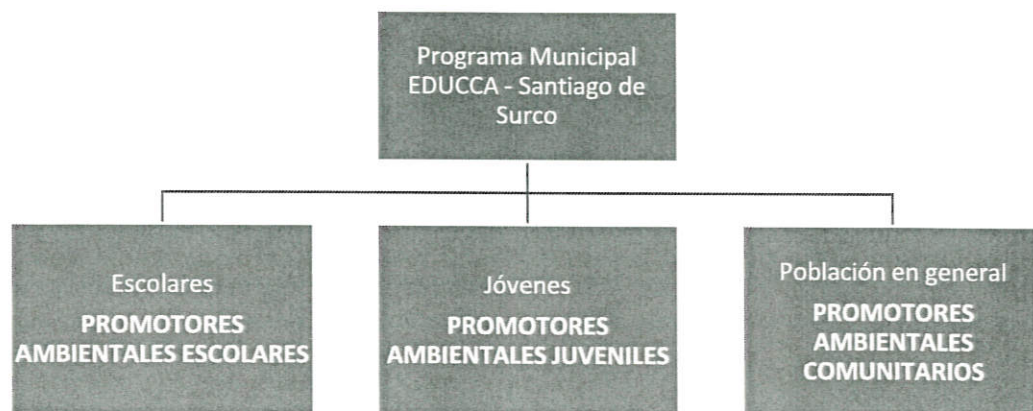 Programa Municipal
EDUCCA - Santiago de
Surco
Escolares
PROMOTORES
AMBIENTALES ESCOLARES
Jóvenes
PROMOTORES
AMBIENTALES JUVENILES
Población en general
PROMOTORES
AMBIENTALES
COMUNITARIOS